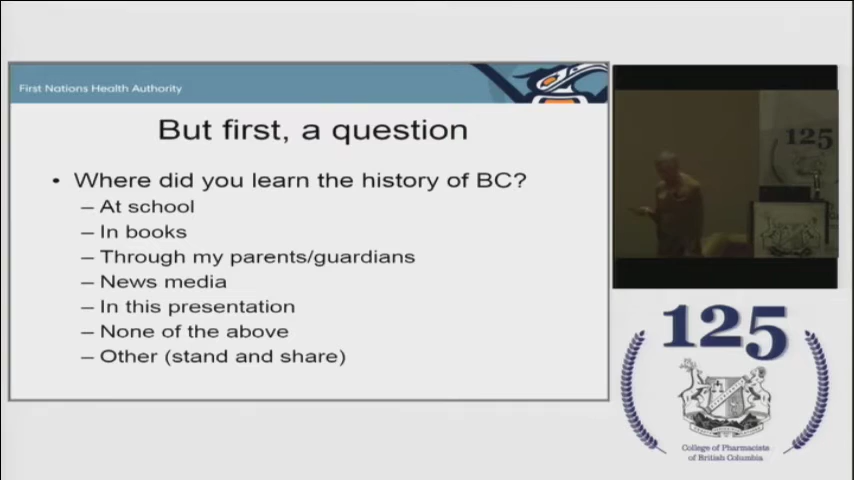 First Nations Health Authority
But first, a question
• Where did you learn the history of BC?
– At school
– In books
– Through my parents/guardians
– News media
– In this presentation
– None of the above
– Other (stand and share)
125
125
College of Pharmacists
of British Columbia